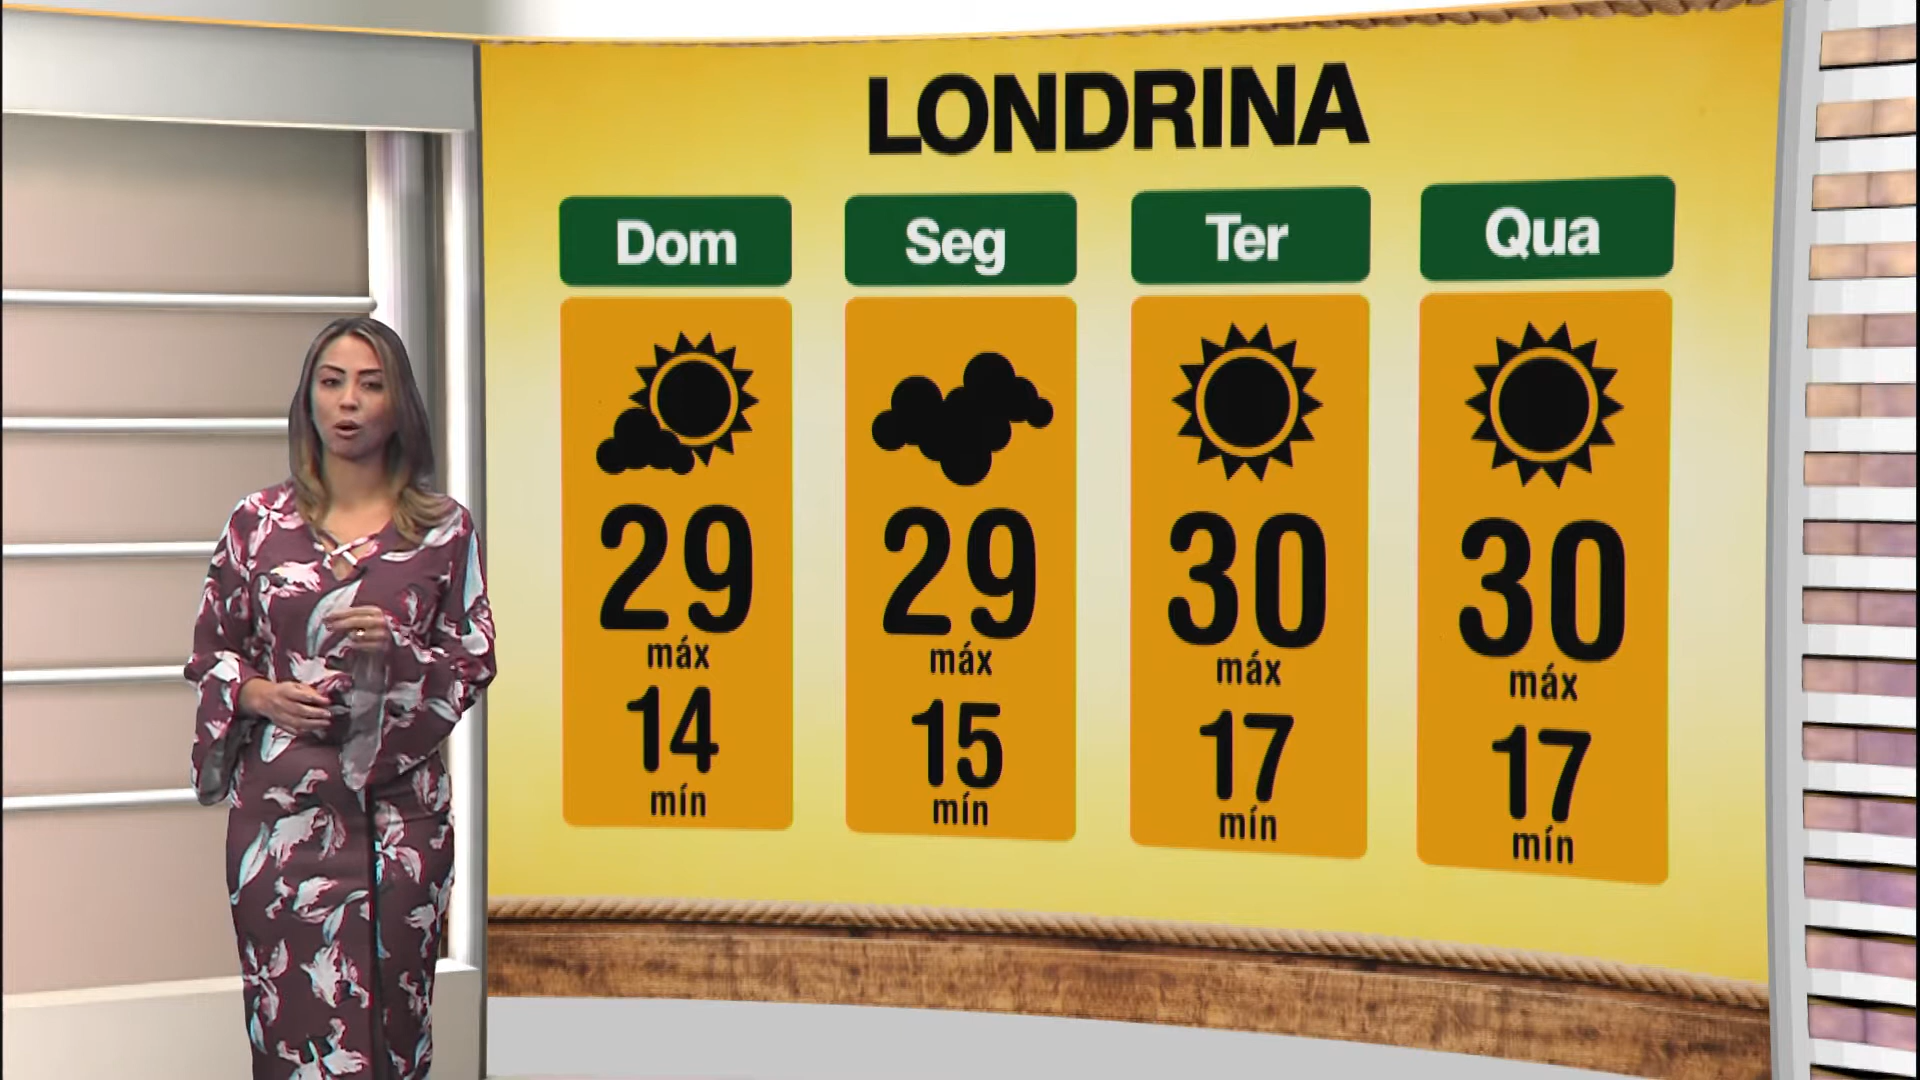 LONDRINA
Dom
Seg
Ter
Qua
29
máx
14
mín
29
máx
15
mín
30
máx
17
mín
30
máx
17
mín